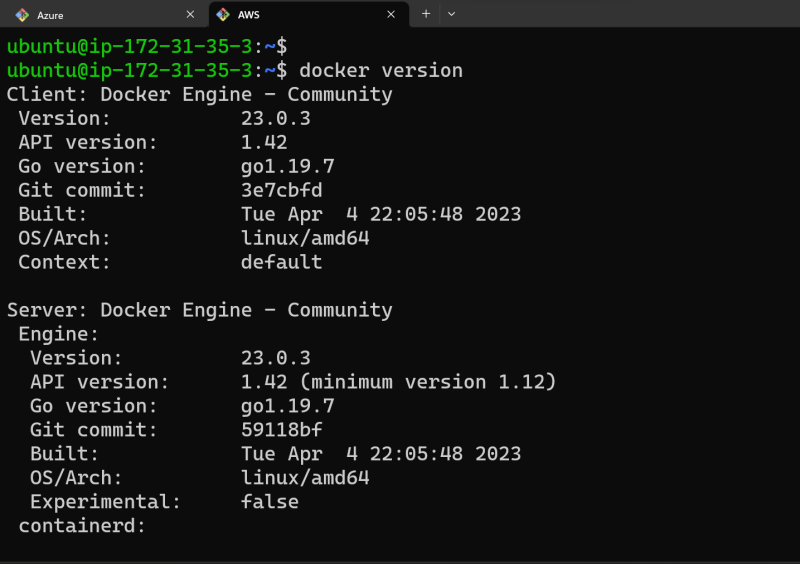 Azure
AWS
ubuntu@ip-172-31-35-3:~$
ubuntu@ip-172-31-35-3:~$ docker version
Client: Docker Engine - Community
 Version:           23.0.3
 API version:       1.42
 Go version:        go1.19.7
 Git commit:        3e7cbfd
 Built:             Tue Apr  4 22:05:48 2023
 OS/Arch:           linux/amd64
 Context:           default
Server: Docker Engine - Community
 Engine:
  Version:          23.0.3
  API version:      1.42 (minimum version 1.12)
  Go version:       go1.19.7
  Git commit:       59118bf
  Built:            Tue Apr  4 22:05:48 2023
  OS/Arch:          linux/amd64
  Experimental:     false
 containerd: